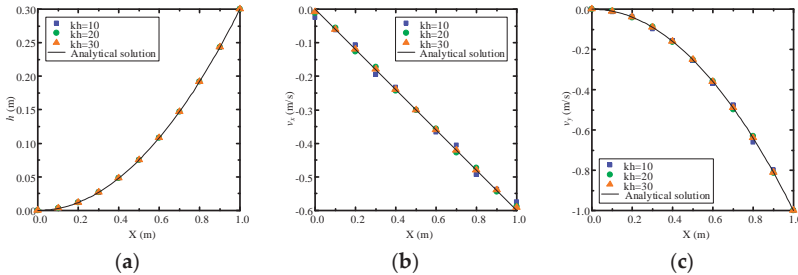 0.30
0.25
0.20
0.15
0.10
0.05
0.00
h (m)
kh=10
kh=20
kh=30
Analytical solution
0.0 0.2 0.4 0.6 0.8 1.0
X (m)
(a)
-0.0
-0.1
-0.2
-0.3
-0.4
-0.5
-0.6
vx (m/s)
kh=10
kh=20
kh=30
Analytical solution
0.0 0.2 0.4 0.6 0.8 1.0
X (m)
(b)
-0.0
-0.2
-0.4
-0.6
-0.8
-1.0
vy (m/s)
kh=10
kh=20
kh=30
Analytical solution
0.0 0.2 0.4 0.6 0.8 1.0
X (m)
(c)